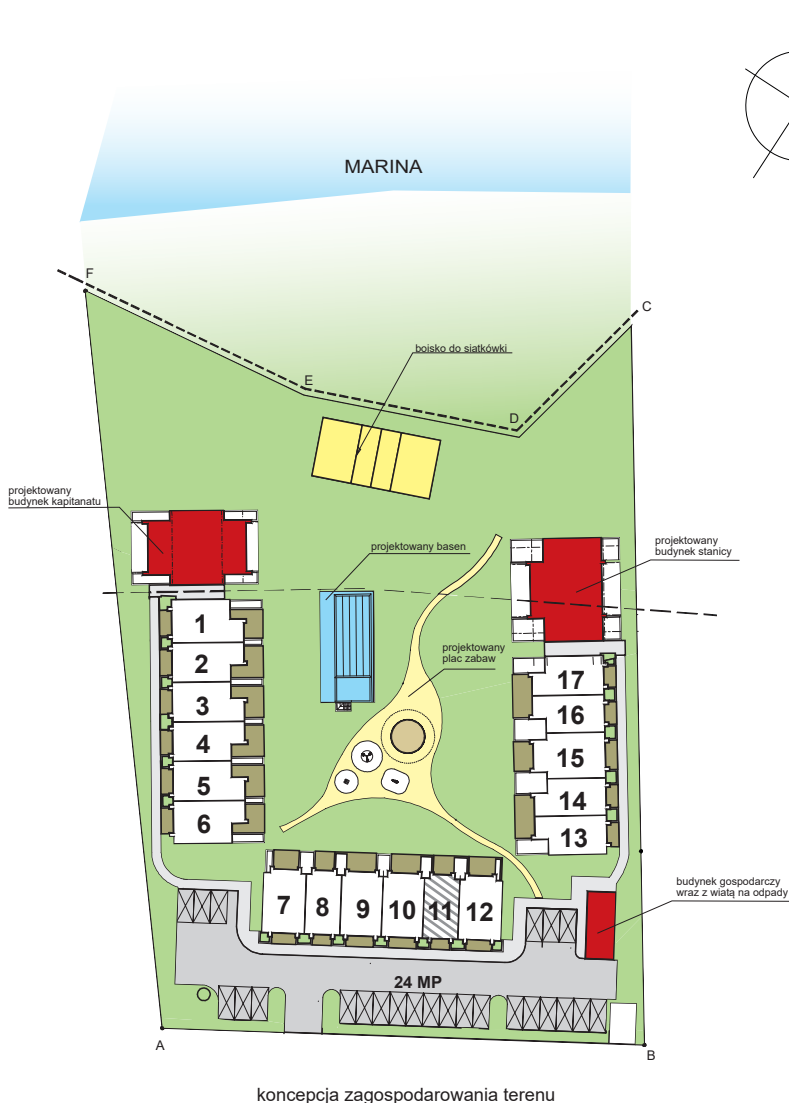 MARINA
F
C
boisko do siatkówki
E
D
projektowany
budynek kapitanatu
projektowany basen
projektowany
budynek stanicy
projektowany
plac zabaw
1
2
3
4
5
6
17
16
15
14
13
7
8
9
10
11
12
budynek gospodarczy
wraz z wiatą na odpady
24 MP
A
B
koncepcja zagospodarowania terenu